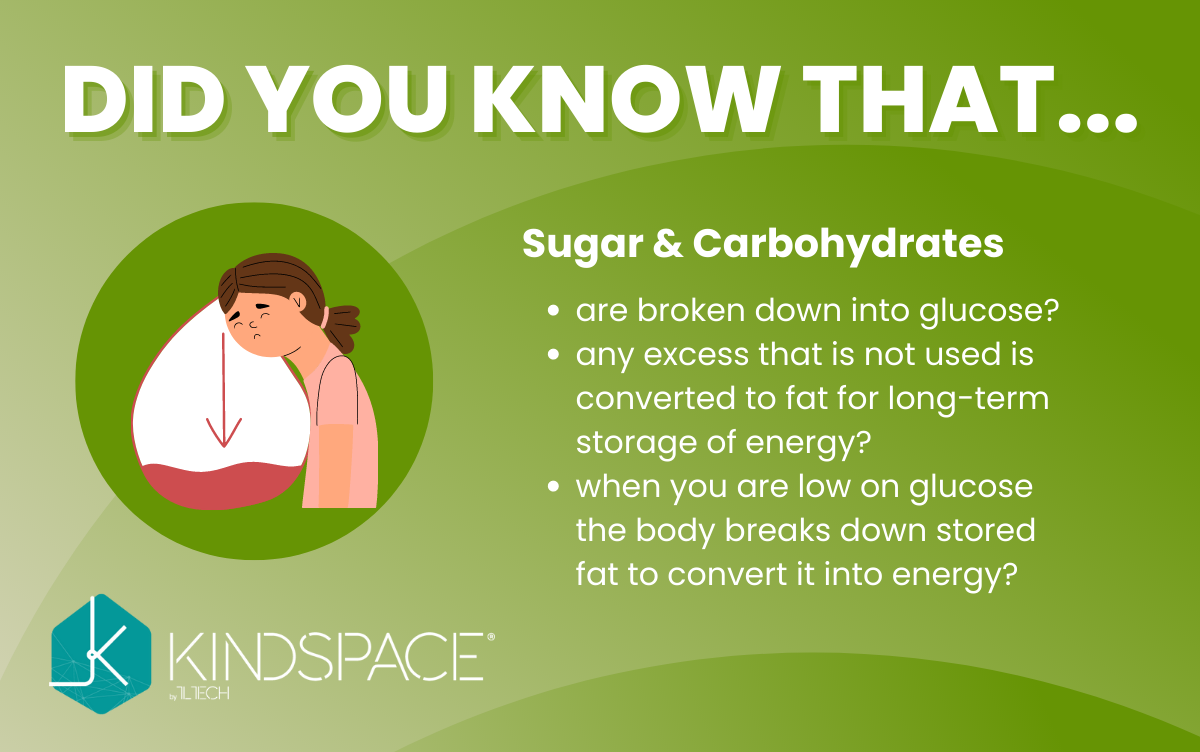 DID YOU KNOW THAT...
Sugar & Carbohydrates
• are broken down into glucose?
• any excess that is not used is
converted to fat for long-term
storage of energy?
• when you are low on glucose
the body breaks down stored
fat to convert it into energy?
KINDSPACE®
by TLTECH